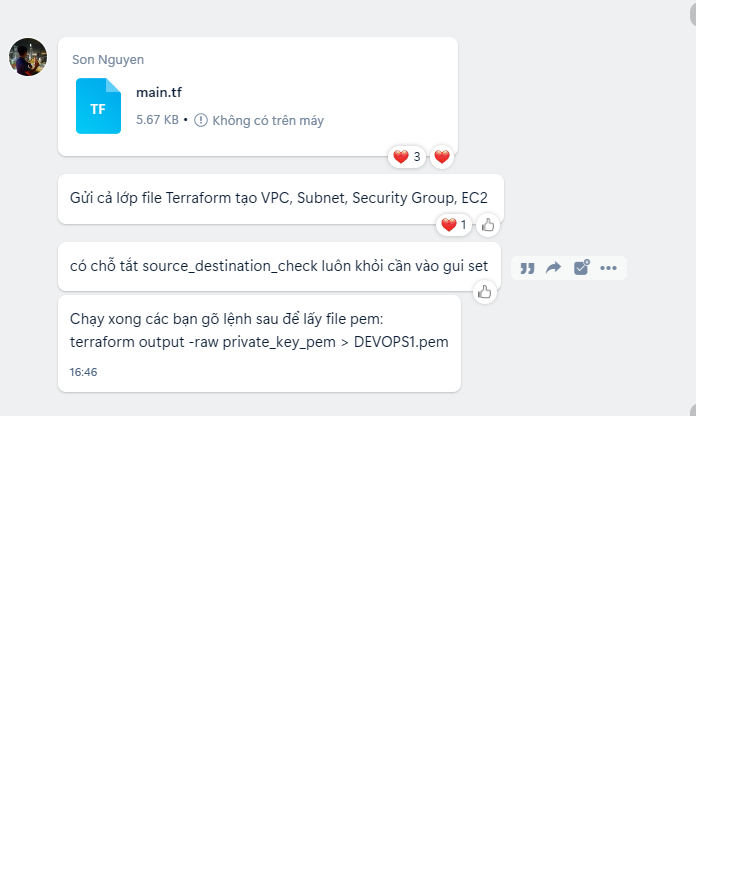 Son Nguyen
TF
main.tf
5.67 KB • Không có trên máy
3
Gửi cả lớp file Terraform tạo VPC, Subnet, Security Group, EC2
1
có chỗ tắt source_destination_check luôn khỏi cần vào gui set
Chạy xong các bạn gõ lệnh sau để lấy file pem:
terraform output -raw private_key_pem > DEVOPS1.pem
16:46